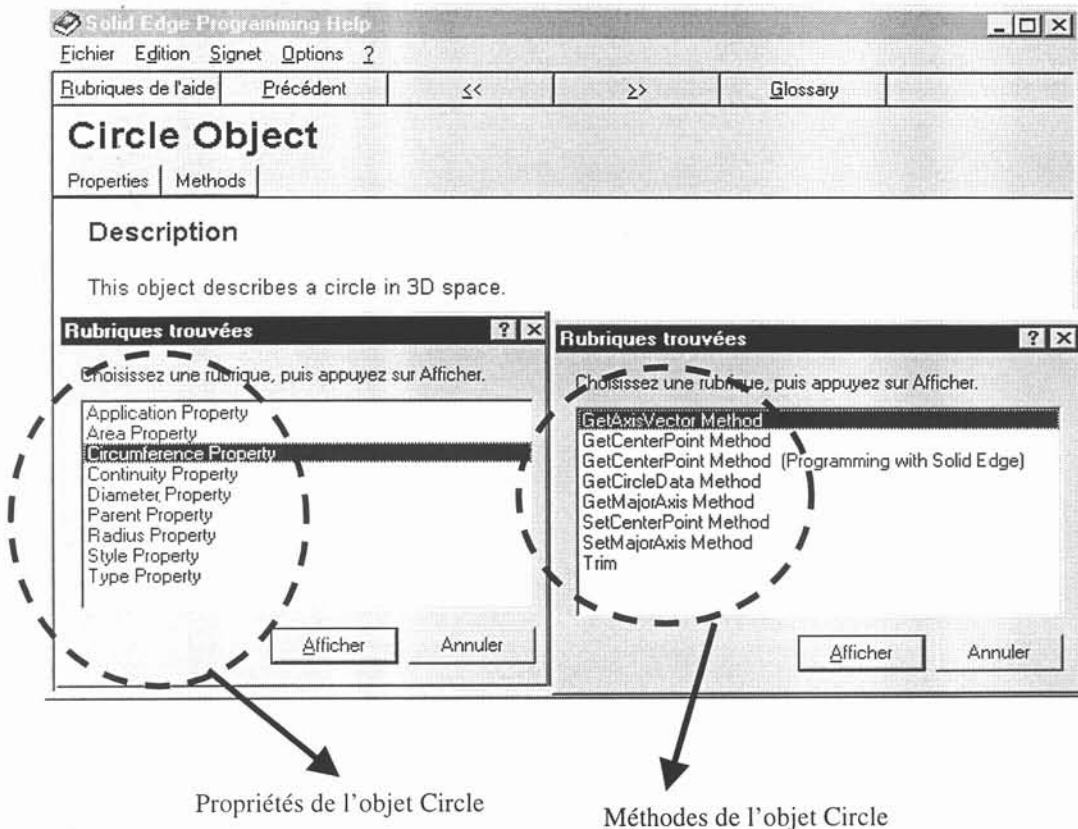 Solid Edge Programming Help
Fichier Edition Signet Options ?
Rubriques de l'aide Précédent << >> Glossary
Circle Object
Properties Methods
Description
This object describes a circle in 3D space.
Rubriques trouvées
Choisissez une rubrique, puis appuyez sur Afficher.
Application Property
Area Property
Circumference Property
Continuity Property
Diameter Property
Parent Property
Radius Property
Style Property
Type Property
Afficher Annuler
Rubriques trouvées
Choisissez une rubrique, puis appuyez sur Afficher.
GetAxisVector Method
GetCenterPoint Method
GetCenterPoint Method (Programming with Solid Edge)
GetCircleData Method
GetMajorAxis Method
SetCenterPoint Method
SetMajorAxis Method
Trim
Afficher Annuler
Propriétés de l'objet Circle
Méthodes de l'objet Circle